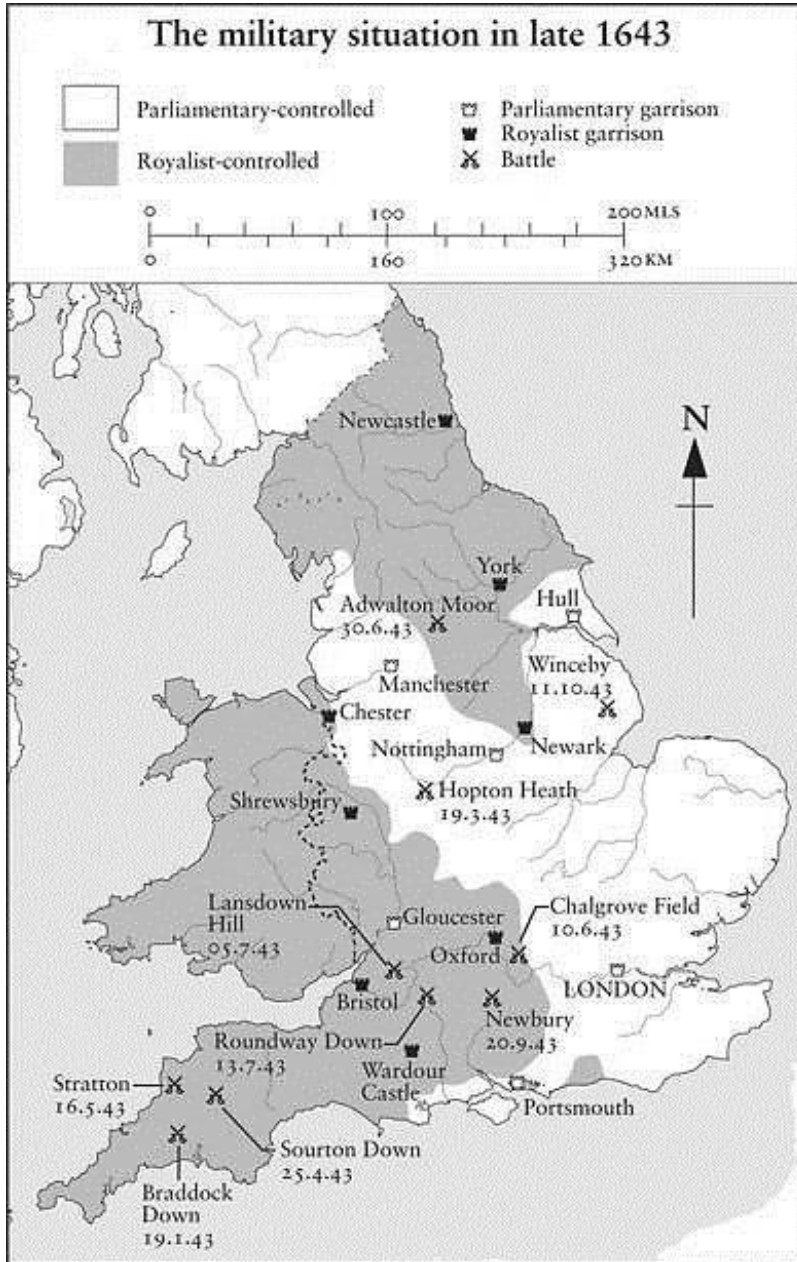 The military situation in late 1643
Parliamentary-controlled
Royalist-controlled
Parliamentary garrison
Royalist garrison
Battle
0 100 200 MLS
0 160 320 KM
N
Newcastle
York
Hull
Adwalton Moor
30.6.43
Winceby
11.10.43
Manchester
Chester
Nottingham
Newark
Hopton Heath
19.3.43
Shrewsbury
Lansdown
Hill
05.7.43
Gloucester
Chalgrove Field
10.6.43
Oxford
LONDON
Bristol
Newbury
20.9.43
Roundway Down
13.7.43
Wardour
Castle
Stratton
16.5.43
Portsmouth
Sourton Down
25.4.43
Braddock
Down
19.1.43